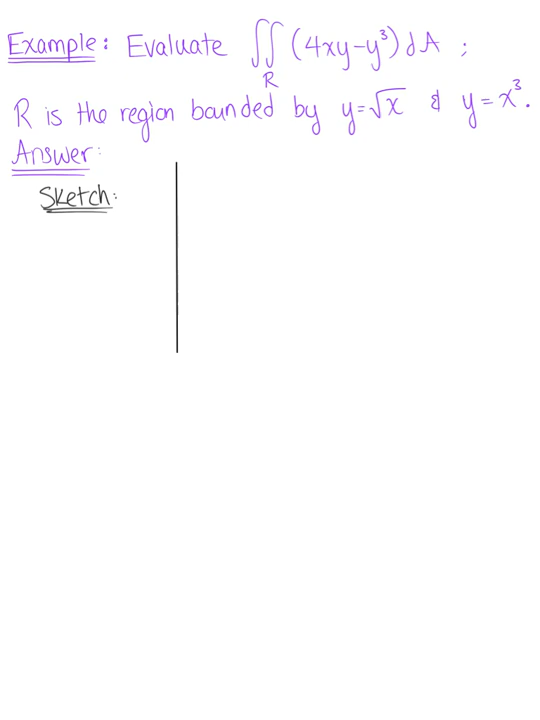 Example: Evaluate ∬_R (4xy-y³) dA ;
R is the region bounded by y=√x & y=x³.
Answer:
Sketch: